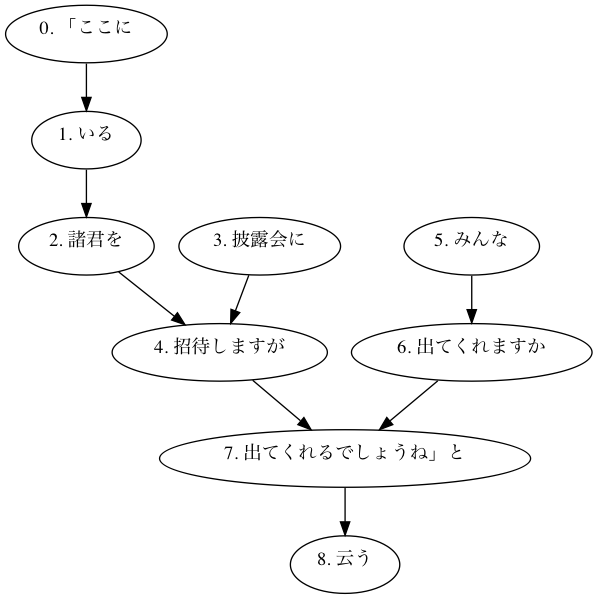 0. 「ここに
1. いる
2. 諸君を
3. 披露会に
5. みんな
4. 招待しますが
6. 出てくれますか
7. 出てくれるでしょうね」と
8. 云う